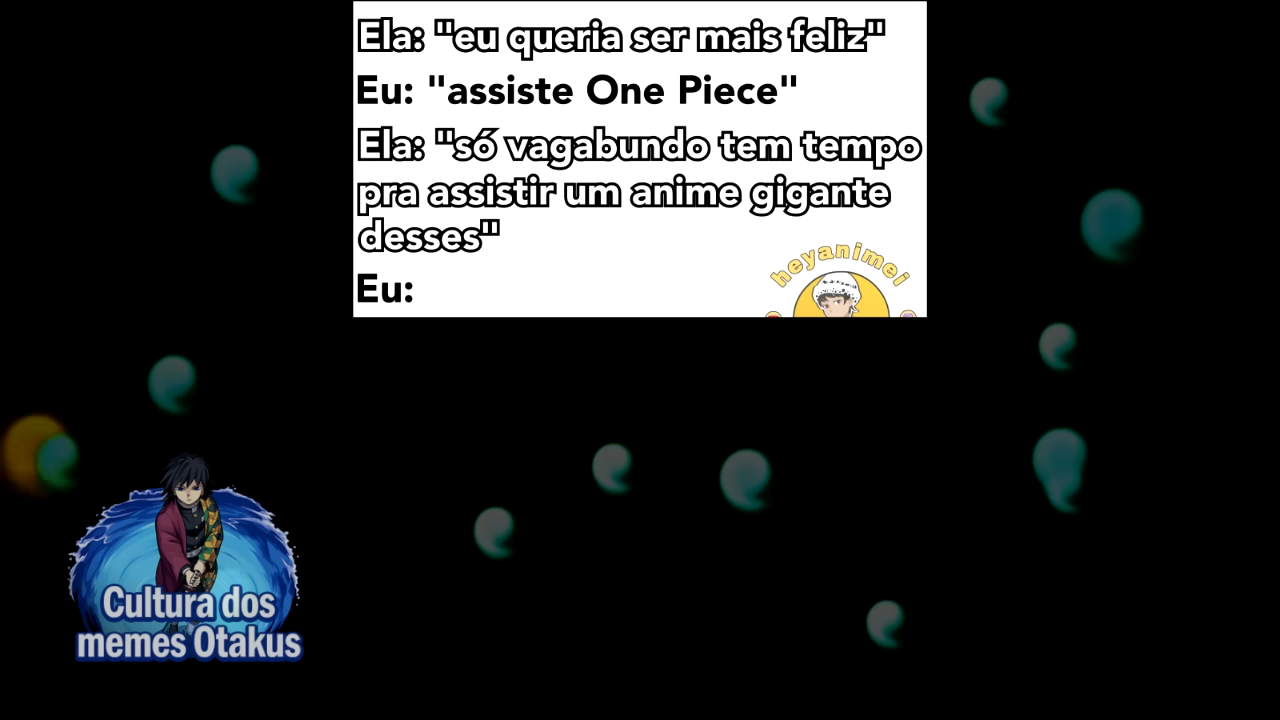 Ela: "eu queria ser mais feliz"
Eu: "assiste One Piece"
Ela: "só vagabundo tem tempo
pra assistir um anime gigante
desses"
Eu:
heyanimei
Cultura dos
memes Otakus